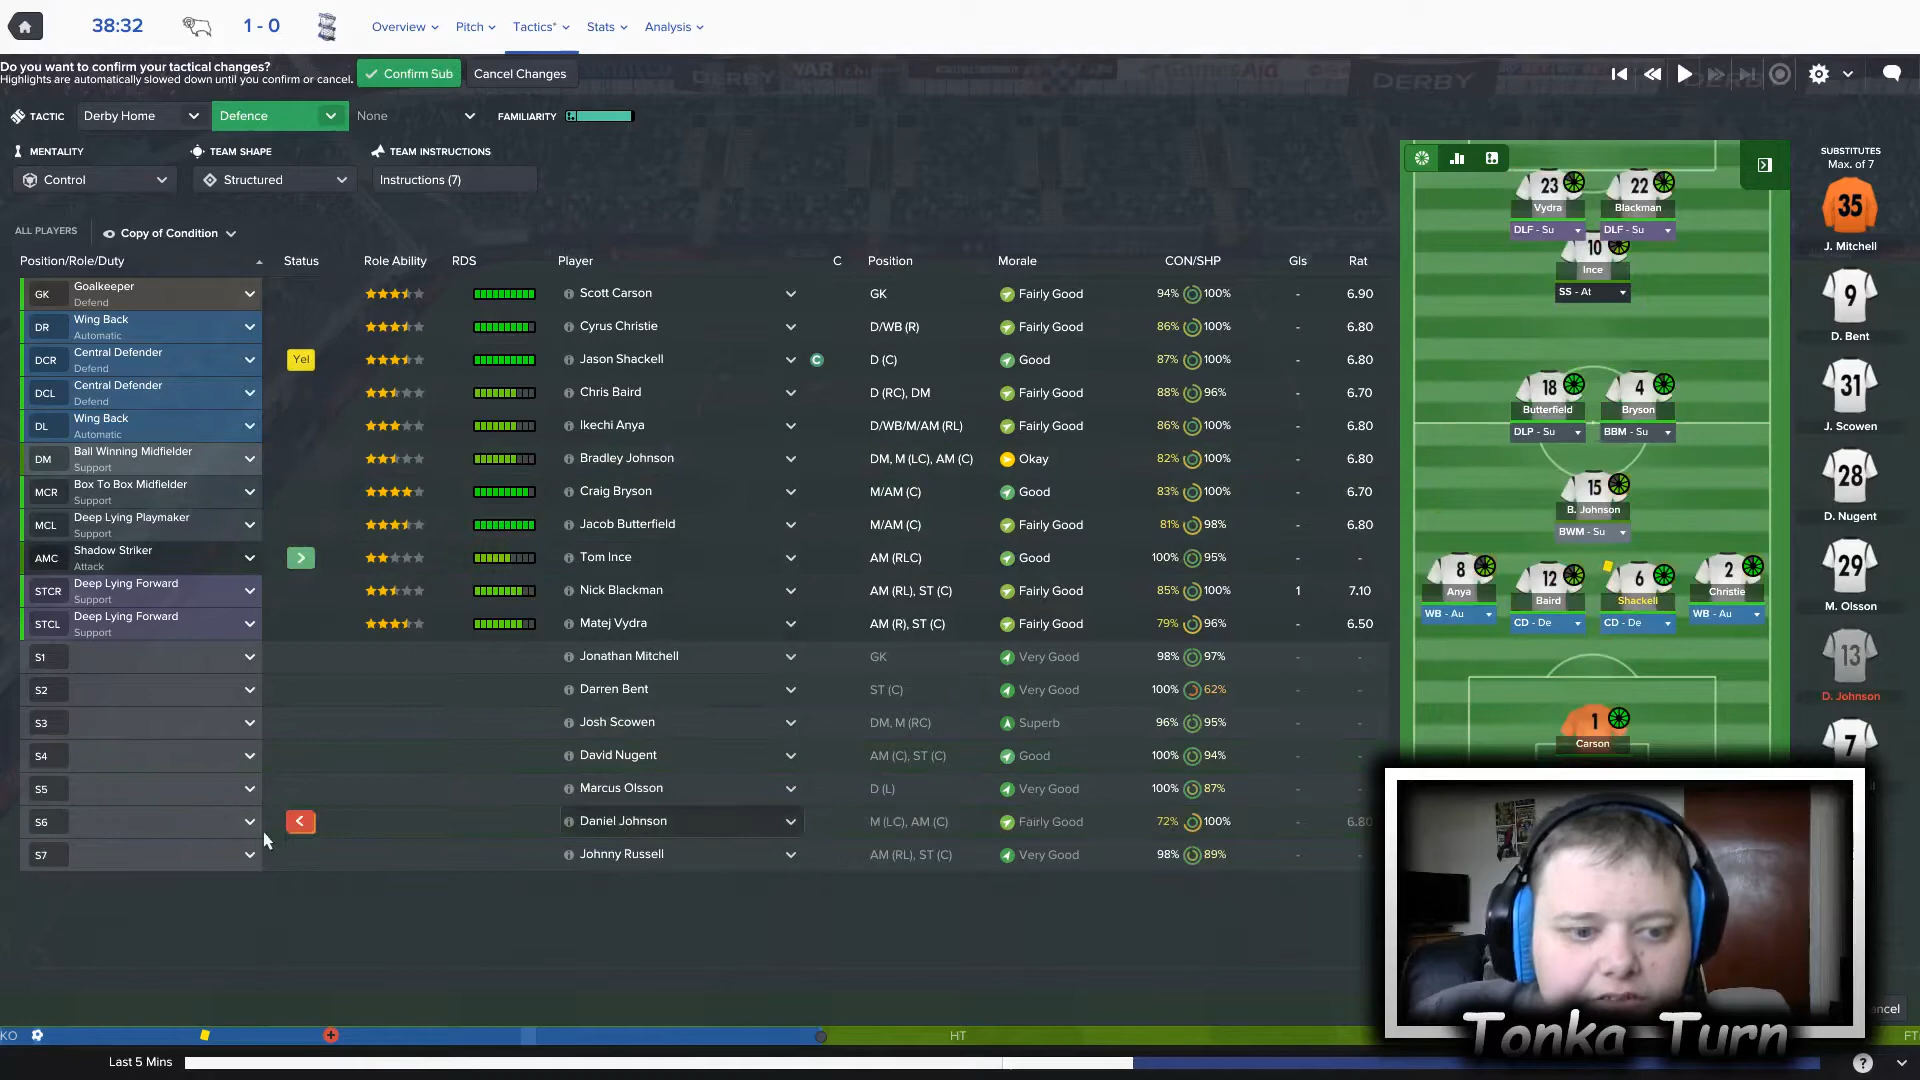 38:32
1 - 0
Overview
Pitch
Tactics*
Stats
Analysis
Do you want to confirm your tactical changes?
Highlights are automatically slowed down until you confirm or cancel.
Confirm Sub
Cancel Changes
TACTIC
Derby Home
Defence
None
FAMILIARITY
MENTALITY
TEAM SHAPE
TEAM INSTRUCTIONS
Control
Structured
Instructions (7)
ALL PLAYERS
Copy of Condition
Position/Role/Duty Status Role Ability RDS Player C Position Morale CON/SHP Gls Rat
GK Goalkeeper Defend Scott Carson GK Fairly Good 94% 100% - 6.90
DR Wing Back Automatic Cyrus Christie D/WB (R) Fairly Good 86% 100% - 6.80
DCR Central Defender Defend Yel Jason Shackell C D (C) Good 87% 100% - 6.80
DCL Central Defender Defend Chris Baird D (RC), DM Fairly Good 88% 96% - 6.70
DL Wing Back Automatic Ikechi Anya D/WB/M/AM (RL) Fairly Good 86% 100% - 6.80
DM Ball Winning Midfielder Support Bradley Johnson DM, M (LC), AM (C) Okay 82% 100% - 6.80
MCR Box To Box Midfielder Support Craig Bryson M/AM (C) Good 83% 100% - 6.70
MCL Deep Lying Playmaker Support Jacob Butterfield M/AM (C) Fairly Good 81% 98% - 6.80
AMC Shadow Striker Attack Tom Ince AM (RLC) Good 100% 95% - -
STCR Deep Lying Forward Support Nick Blackman AM (RL), ST (C) Fairly Good 85% 100% 1 7.10
STCL Deep Lying Forward Support Matej Vydra AM (R), ST (C) Fairly Good 79% 96% - 6.50
S1 Jonathan Mitchell GK Very Good 98% 97% - -
S2 Darren Bent ST (C) Very Good 100% 62% - -
S3 Josh Scowen DM, M (RC) Superb 96% 95% - -
S4 David Nugent AM (C), ST (C) Good 100% 94% - -
S5 Marcus Olsson D (L) Very Good 100% 87% - -
S6 Daniel Johnson M (LC), AM (C) Fairly Good 72% 100% - 6.80
S7 Johnny Russell AM (RL), ST (C) Very Good 98% 89% - -
23 22
Vydra Blackman
DLF - Su DLF - Su
10
Ince
SS - At
18 4
Butterfield Bryson
DLP - Su BBM - Su
15
B. Johnson
BWM - Su
8 12 6 2
Anya Baird Shackell Christie
WB - Au CD - De CD - De WB - Au
1
Carson
SUBSTITUTES
Max. of 7
35
J. Mitchell
9
D. Bent
31
J. Scowen
28
D. Nugent
29
M. Olsson
13
D. Johnson
7
Tonka Turn
KO
HT
FT
Last 5 Mins